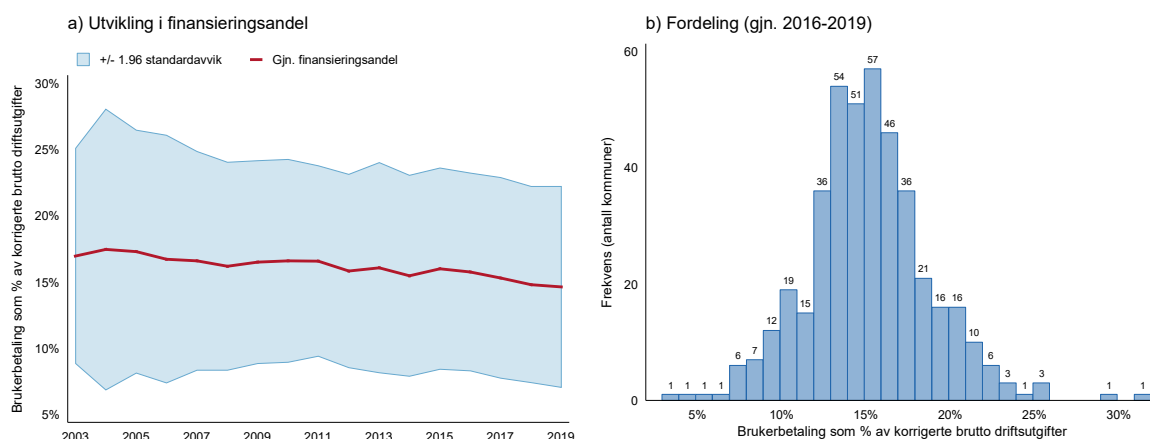 a) Utvikling i finansieringsandel
+/- 1.96 standardavvik
Gjn. finansieringsandel
Brukerbetaling som % av korrigerte brutto driftsutgifter
30%
25%
20%
15%
10%
5%
2003 2005 2007 2009 2011 2013 2015 2017 2019
b) Fordeling (gjn. 2016-2019)
Frekvens (antall kommuner)
60
40
20
0
1 1 1 1 6 7 12 19 15 36 54 51 57 46 36 21 16 16 10 6 3 1 3 1 1
5% 10% 15% 20% 25% 30%
Brukerbetaling som % av korrigerte brutto driftsutgifter